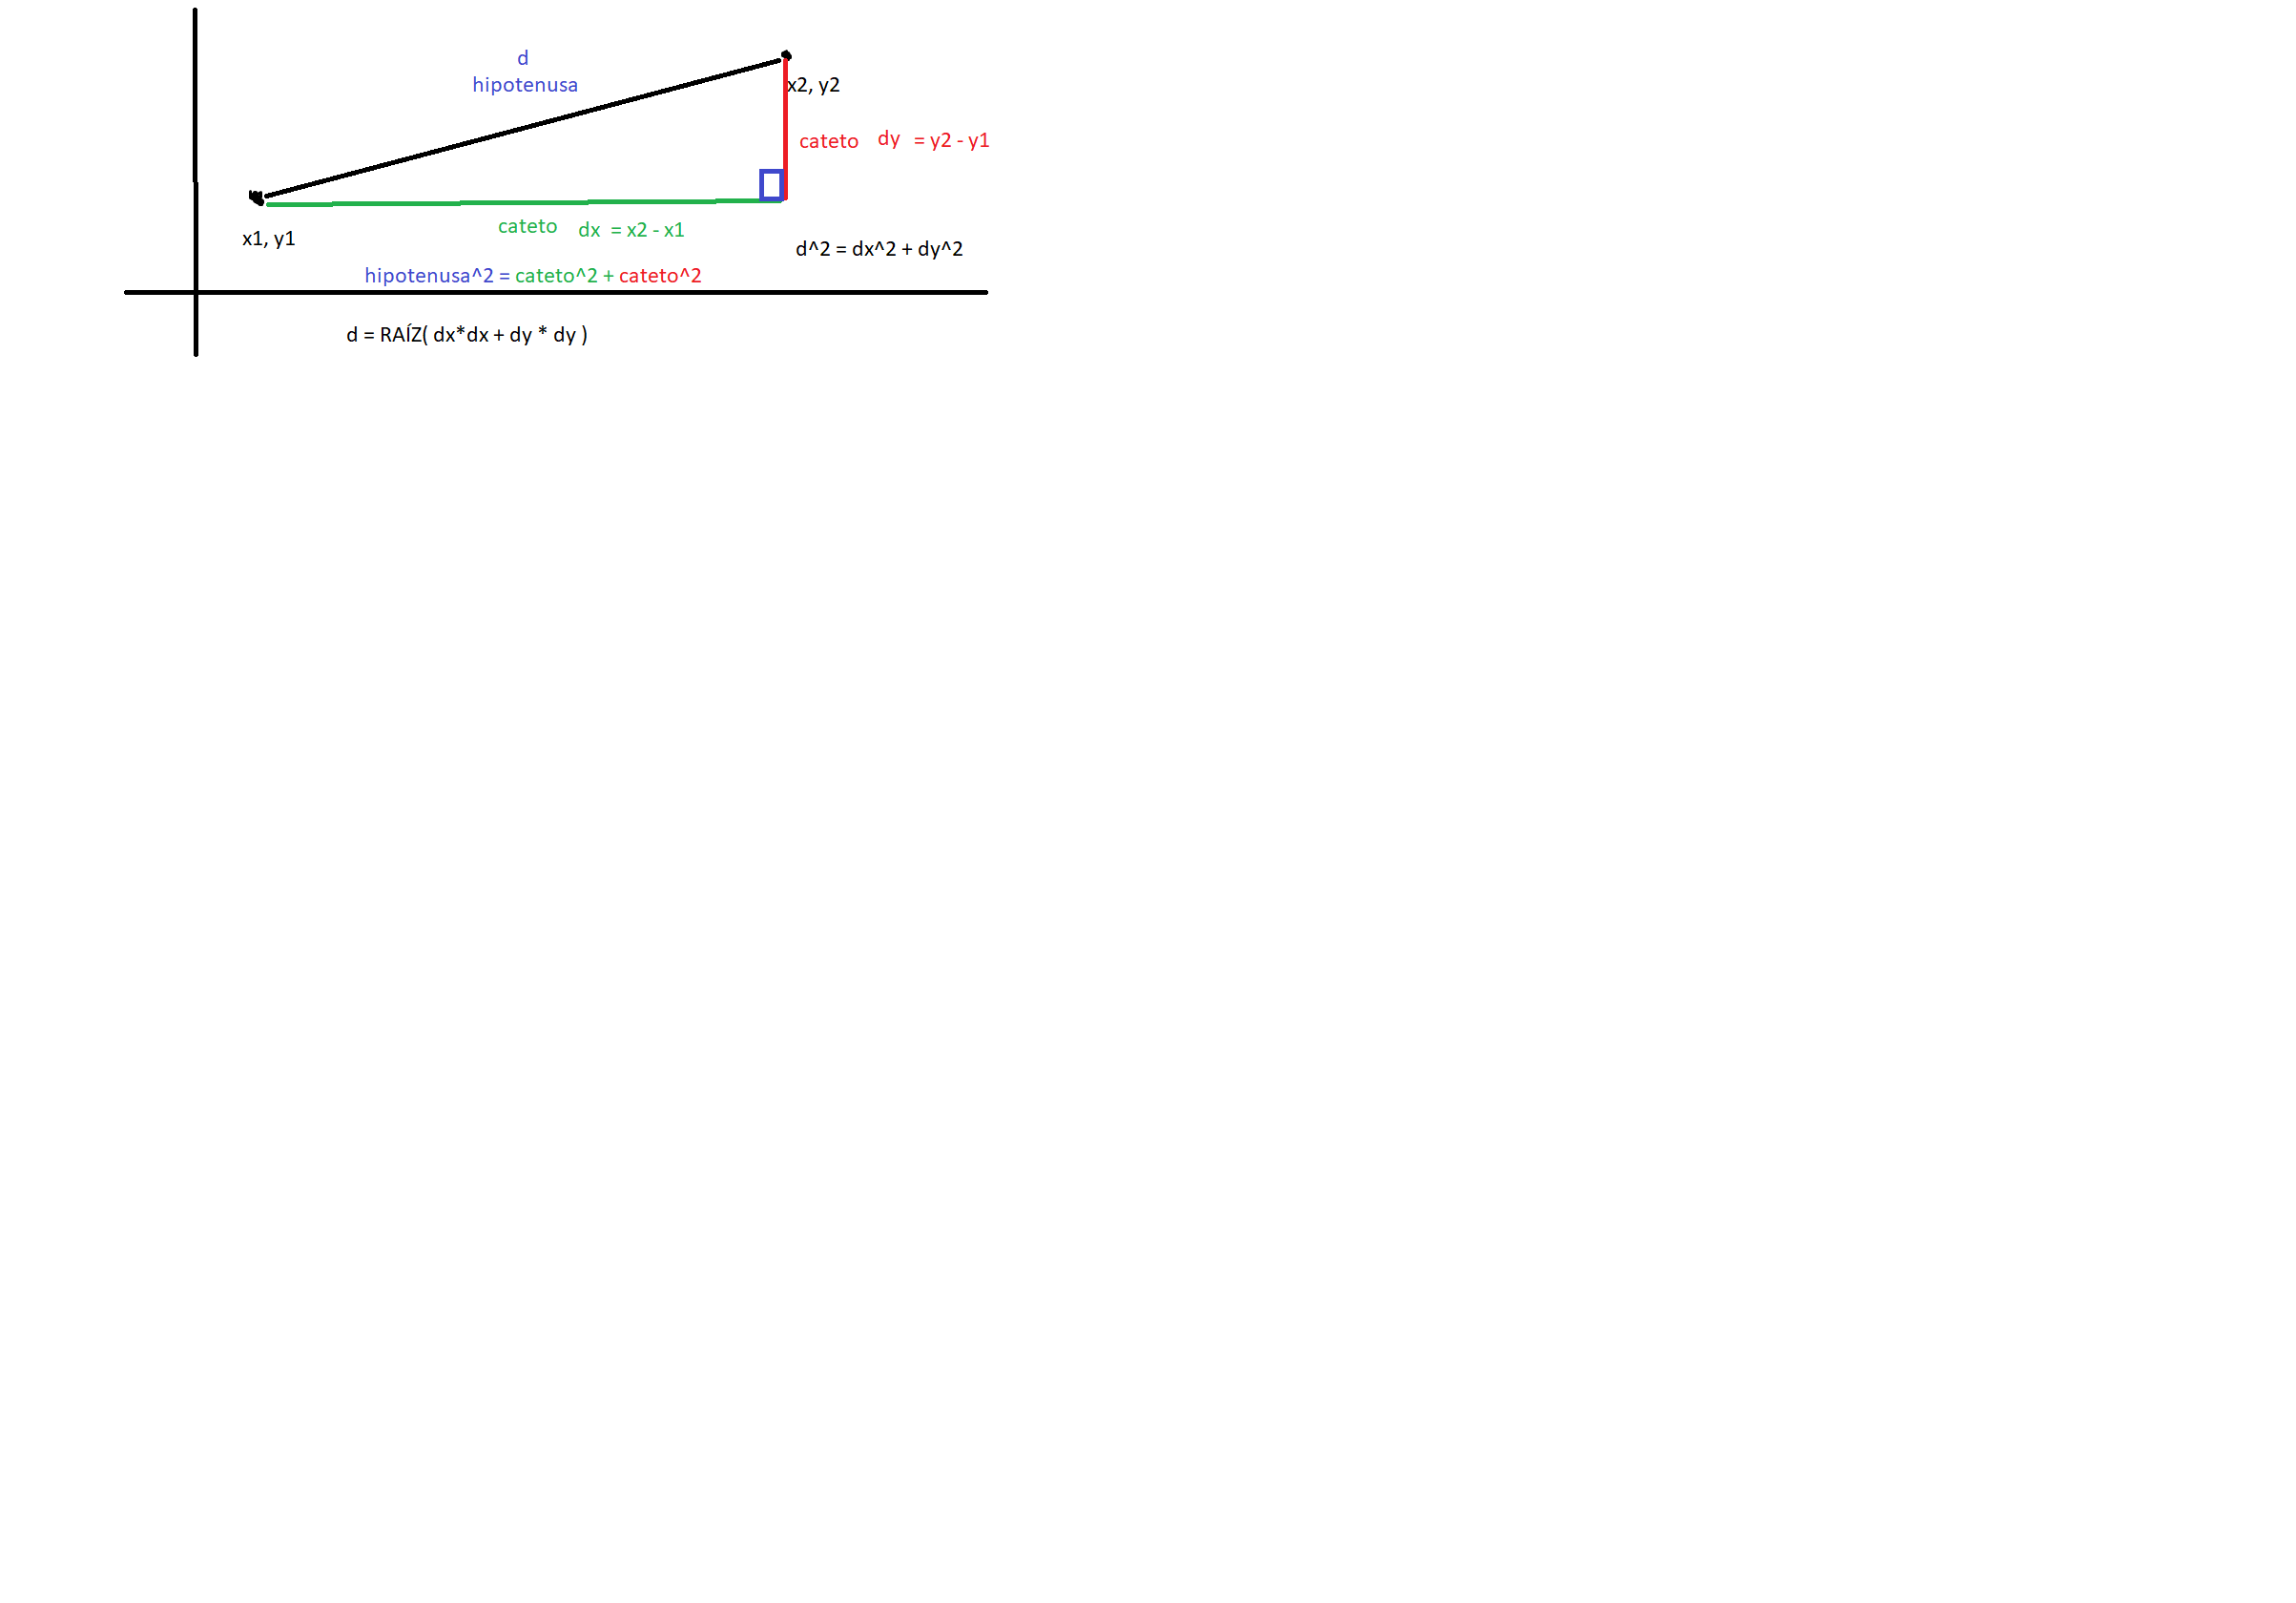 d
hipotenusa
x2, y2
cateto dy = y2 - y1
cateto dx = x2 - x1
x1, y1
d^2 = dx^2 + dy^2
hipotenusa^2 = cateto^2 + cateto^2
d = RAÍZ( dx*dx + dy * dy )